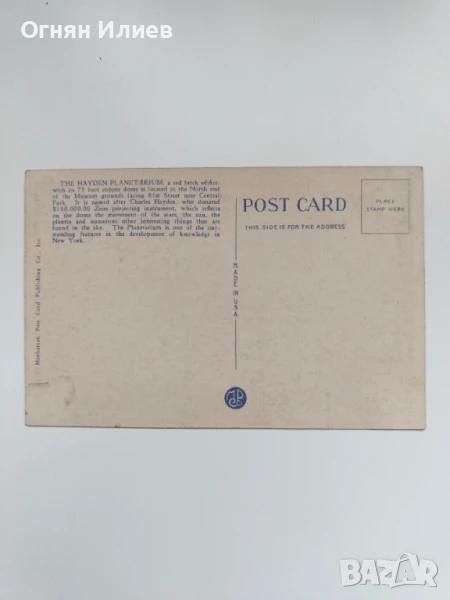 Огнян Илиев
THE HAYDEN PLANETARIUM, a red brick edifice
with its 75 foot copper dome is located at the North end
of the Museum grounds facing 81st Street near Central
Park. It is named after Charles Hayden, who donated
$150,000.00 Zeiss projecting instrument, which reflects
on the dome the movement of the stars, the sun, the
planets and numerous other interesting things that are
found in the sky. The Planetarium is one of the out-
standing features in the development of knowledge in
New York.
Manhattan Post Card Publishing Co., Inc.
MADE IN USA
POST CARD
THIS SIDE IS FOR THE ADDRESS
PLACE
STAMP HERE
BAZAR